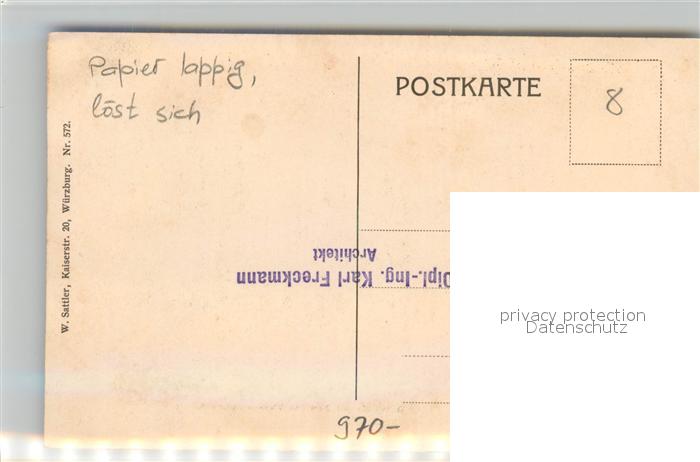 Papier lappig,
löst sich
POSTKARTE
8
W. Sattler, Kaiserstr. 20, Würzburg. Nr. 572.
Dipl.-Ing. Karl Freckmann
Architekt
970-
privacy protection
Datenschutz